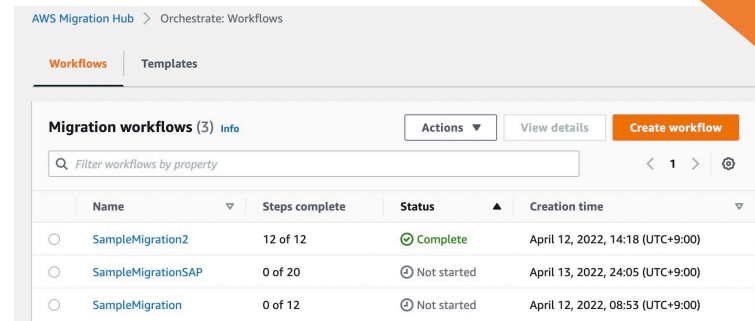 AWS Migration Hub > Orchestrate: Workflows
Workflows Templates
Migration workflows (3) Info Actions ▼ View details Create workflow
Filter workflows by property < 1 >
Name Steps complete Status Creation time
SampleMigration2 12 of 12 Complete April 12, 2022, 14:18 (UTC+9:00)
SampleMigrationSAP 0 of 20 Not started April 13, 2022, 24:05 (UTC+9:00)
SampleMigration 0 of 12 Not started April 12, 2022, 08:53 (UTC+9:00)